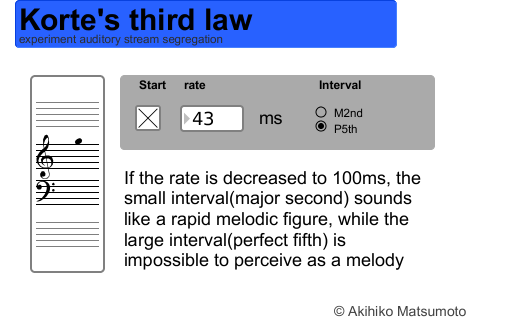 Korte's third law
experiment auditory stream segregation
Start rate Interval
43 ms
M2nd
P5th
If the rate is decreased to 100ms, the
small interval(major second) sounds
like a rapid melodic figure, while the
large interval(perfect fifth) is
impossible to perceive as a melody
© Akihiko Matsumoto